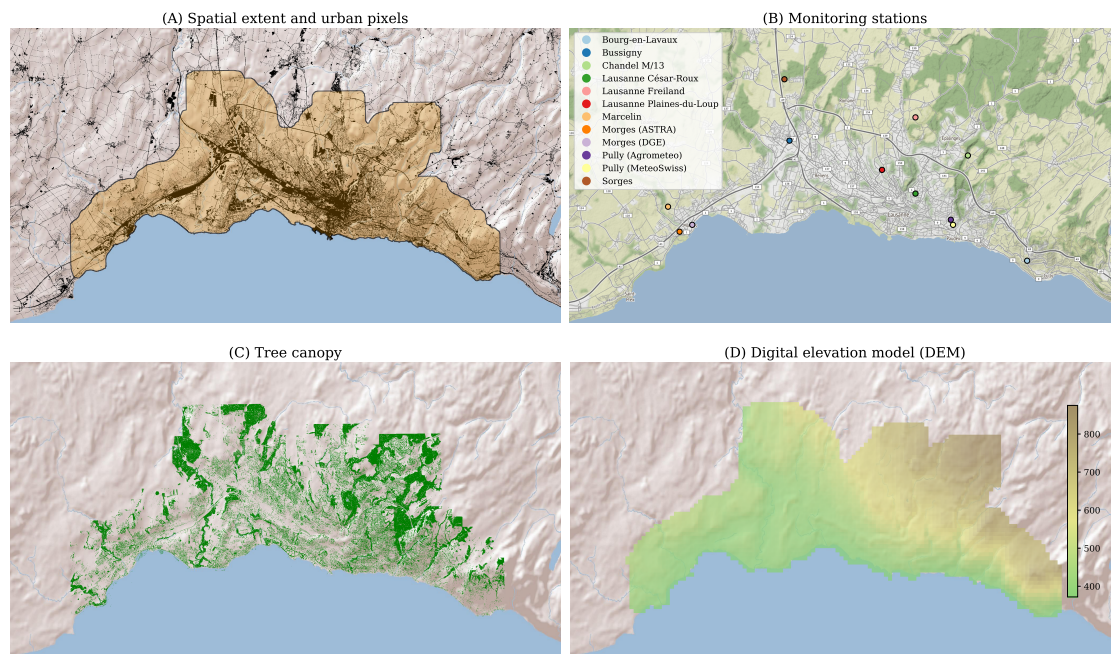 (A) Spatial extent and urban pixels
(B) Monitoring stations
Bourg-en-Lavaux
Bussigny
Chandel M/13
Lausanne César-Roux
Lausanne Freiland
Lausanne Plaines-du-Loup
Marcelin
Morges (ASTRA)
Morges (DGE)
Pully (Agrometeo)
Pully (MeteoSwiss)
Sorges
Lausanne
(C) Tree canopy
(D) Digital elevation model (DEM)
800
700
600
500
400